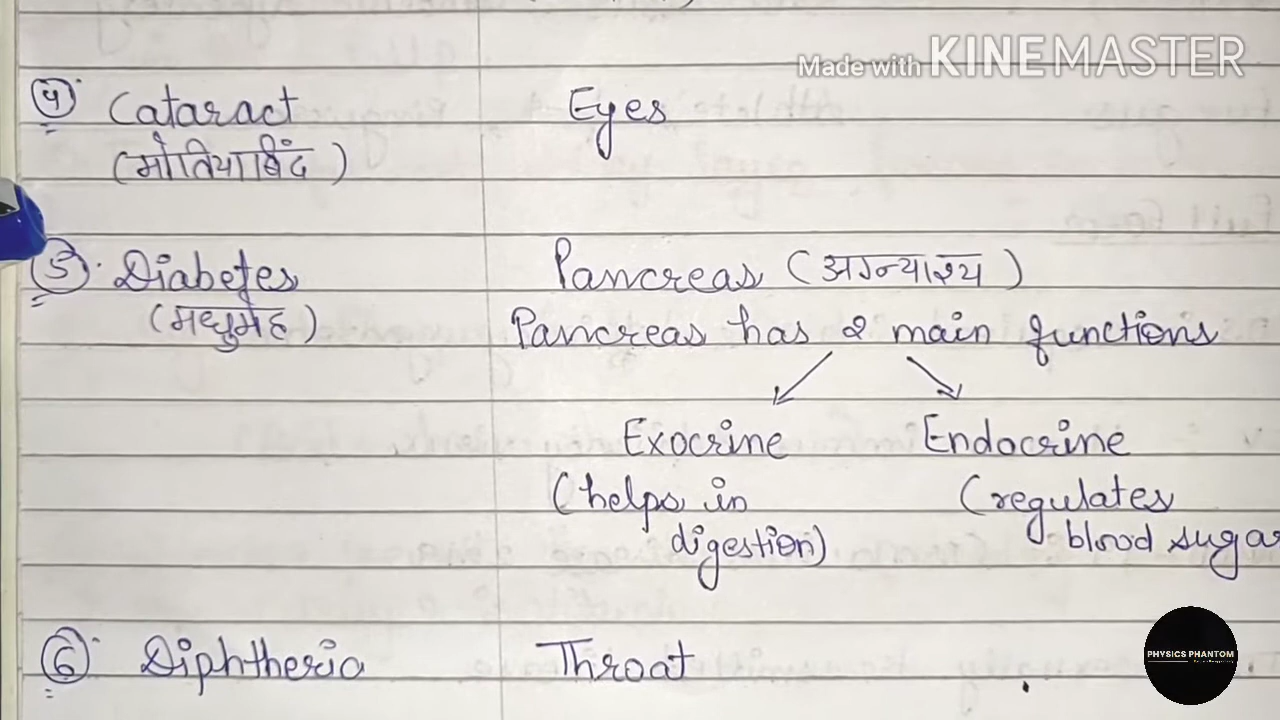 Made with KINEMASTER
4. Cataract Eyes
(मोतियाबिंद)
5. Diabetes Pancreas (अग्न्याश्य)
(मधुमेह) Pancreas has 2 main functions
Exocrine Endocrine
(helps in (regulates
digestion) blood sugar
6. Diphtheria Throat
PHYSICS PHANTOM